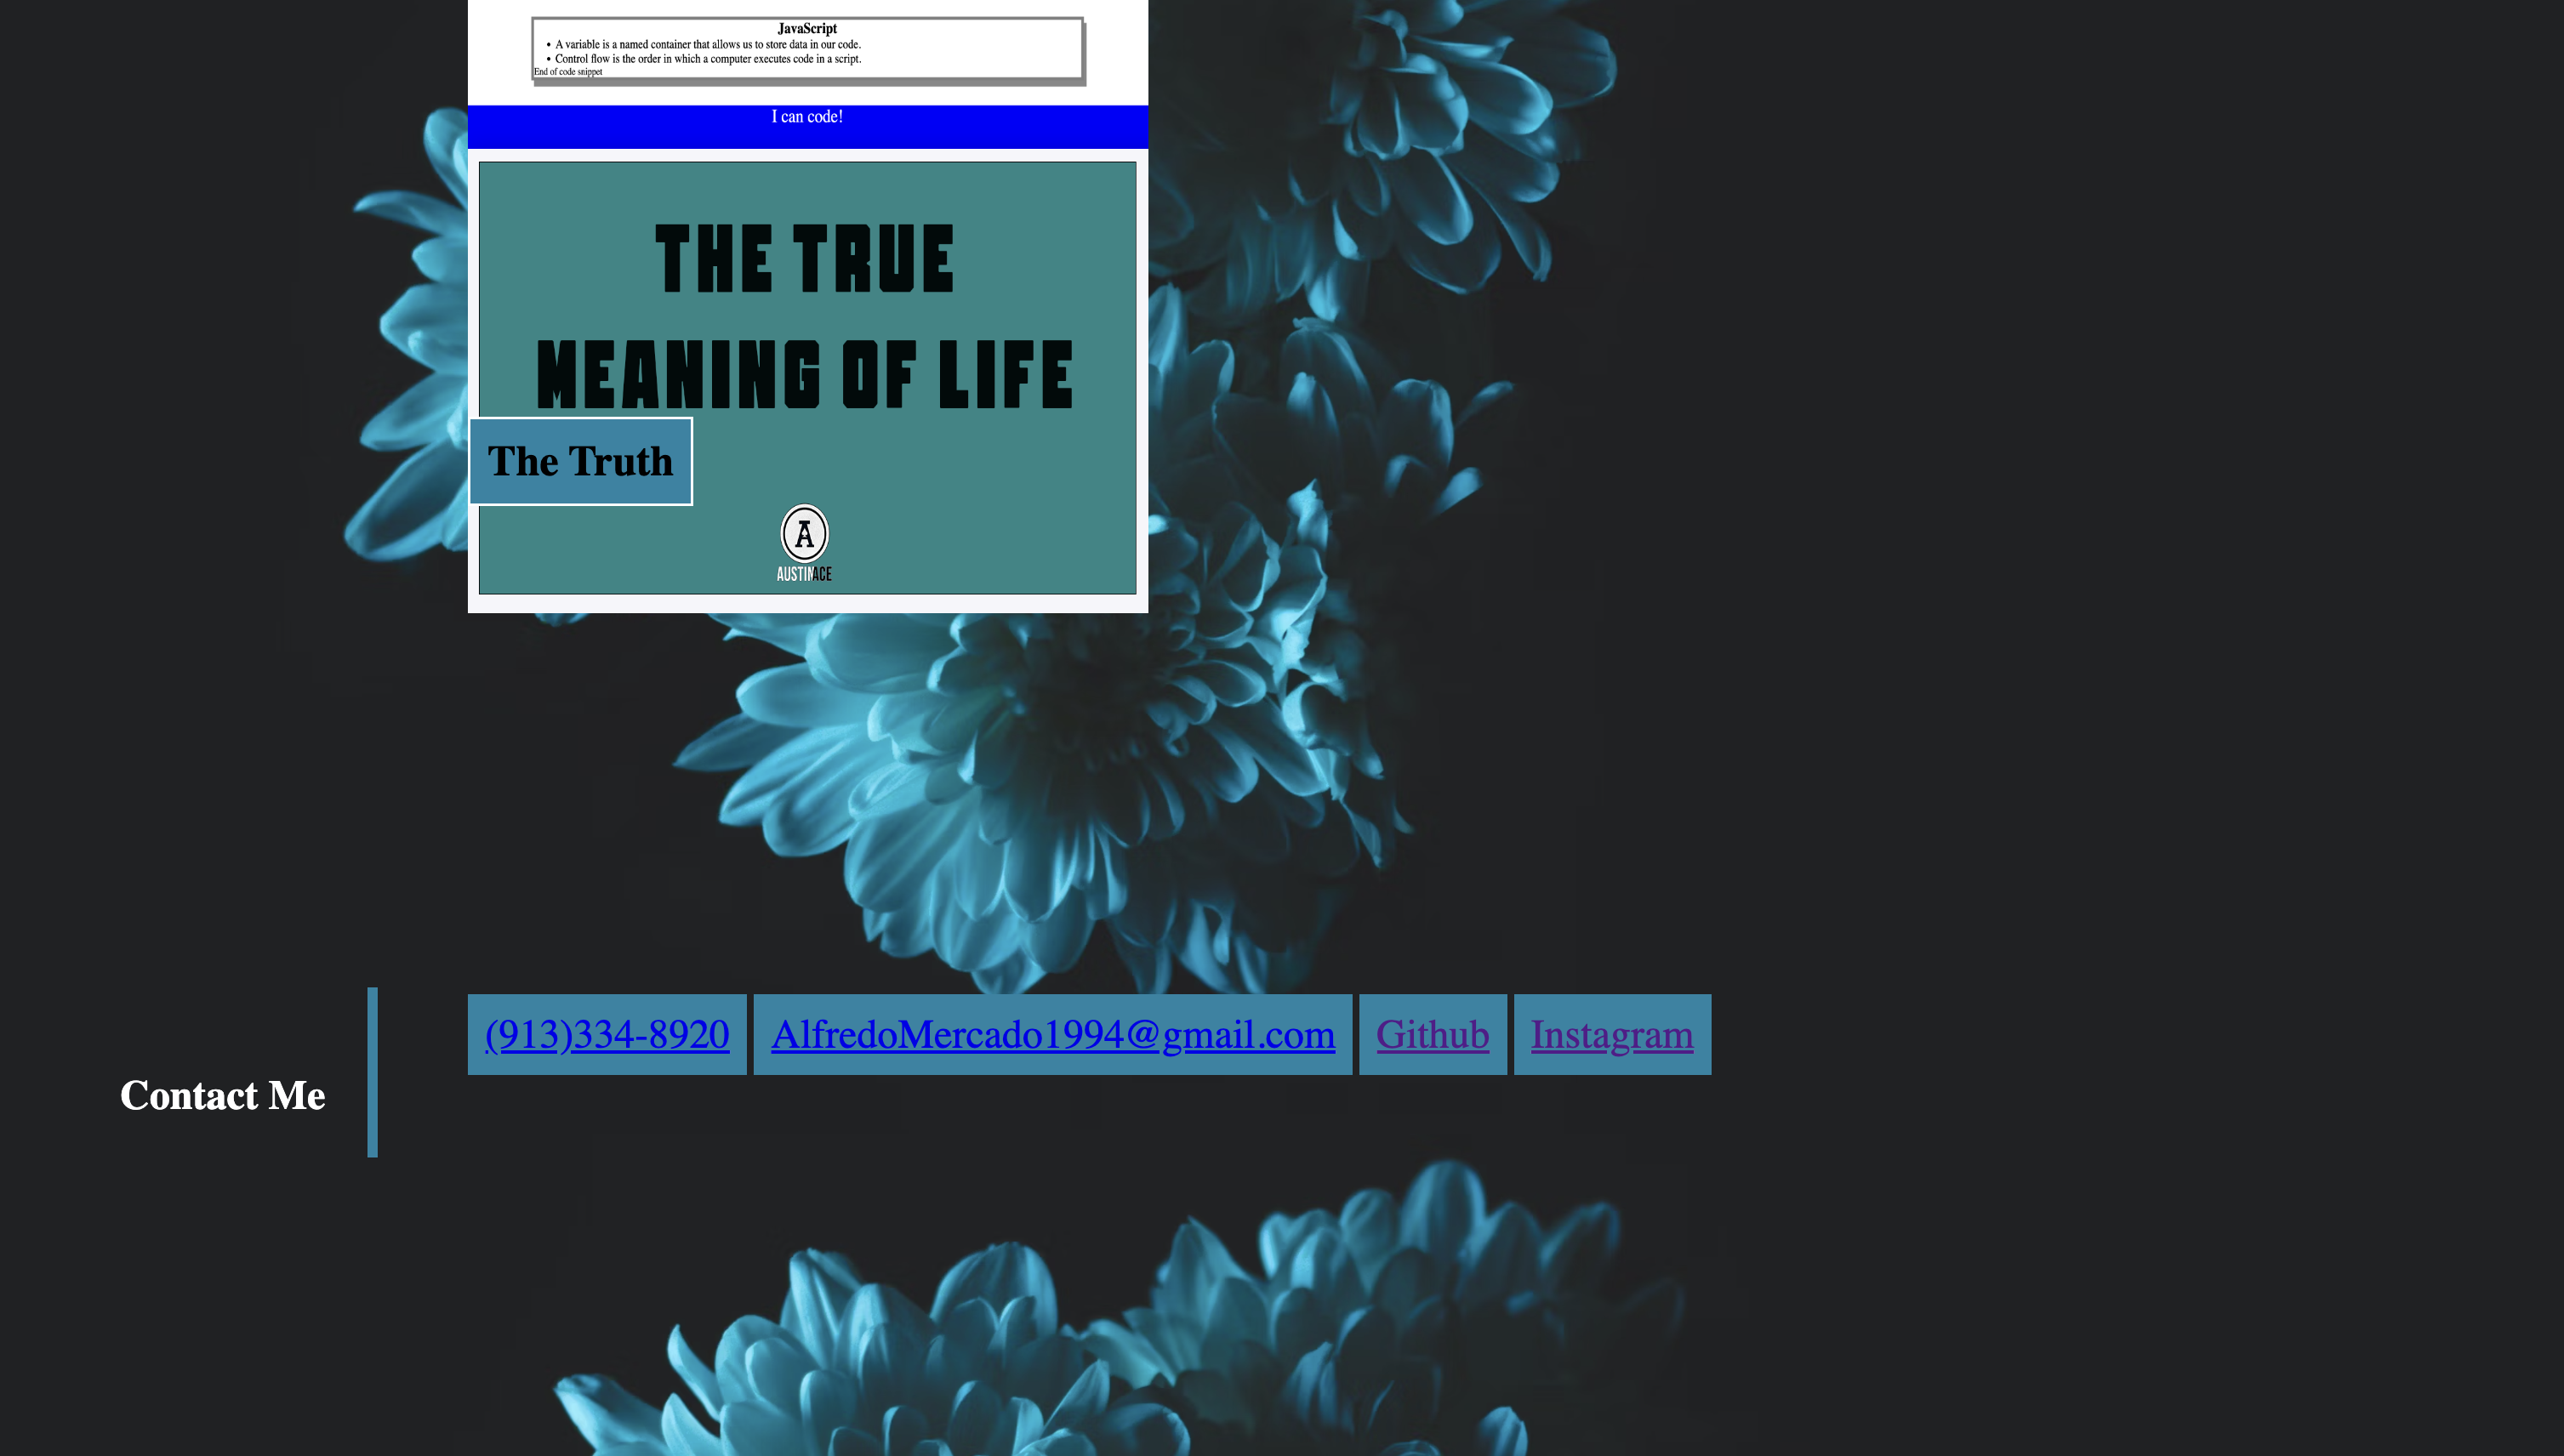 JavaScript
• A variable is a named container that allows us to store data in our code.
• Control flow is the order in which a computer executes code in a script.
End of code snippet
I can code!
THE TRUE
MEANING OF LIFE
The Truth
A
AUSTINACE
(913)334-8920
AlfredoMercado1994@gmail.com
Github
Instagram
Contact Me